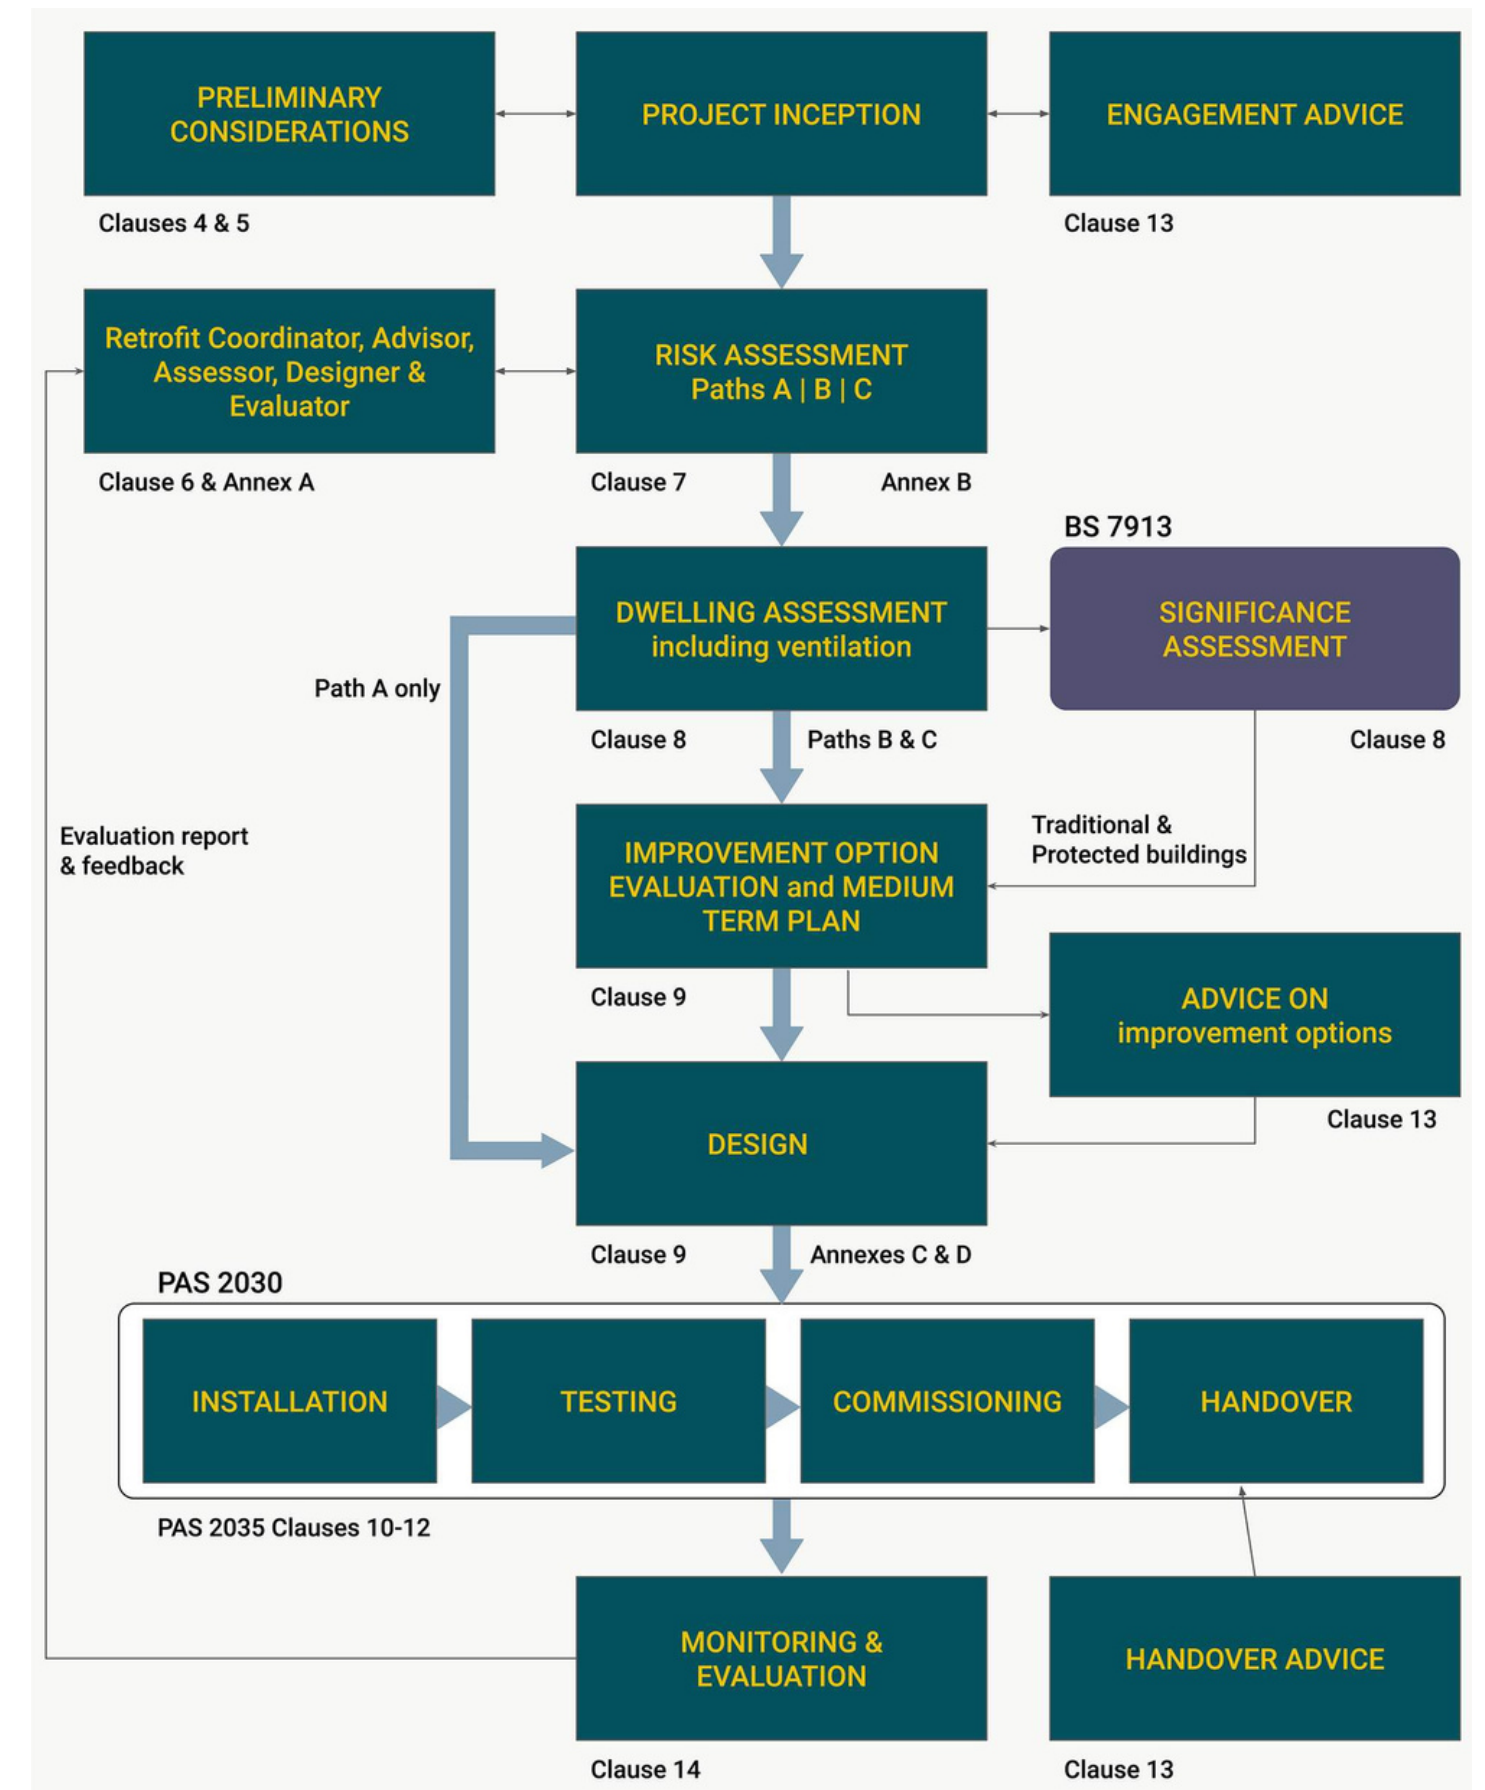 PRELIMINARY
CONSIDERATIONS
PROJECT INCEPTION
ENGAGEMENT ADVICE
Clauses 4 & 5
Clause 13
Retrofit Coordinator, Advisor,
Assessor, Designer &
Evaluator
RISK ASSESSMENT
Paths A | B | C
Clause 6 & Annex A
Clause 7
Annex B
BS 7913
DWELLING ASSESSMENT
including ventilation
SIGNIFICANCE
ASSESSMENT
Path A only
Clause 8
Paths B & C
Clause 8
Evaluation report
& feedback
IMPROVEMENT OPTION
EVALUATION and MEDIUM
TERM PLAN
Traditional &
Protected buildings
Clause 9
ADVICE ON
improvement options
Clause 13
DESIGN
Clause 9
Annexes C & D
PAS 2030
INSTALLATION
TESTING
COMMISSIONING
HANDOVER
PAS 2035 Clauses 10-12
MONITORING &
EVALUATION
HANDOVER ADVICE
Clause 14
Clause 13